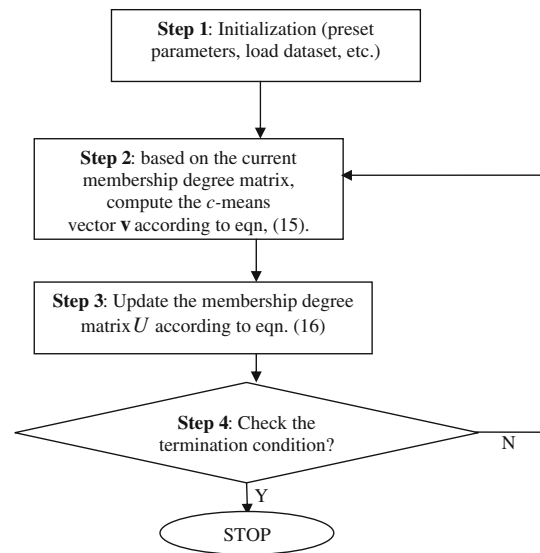 Step 1: Initialization (preset
parameters, load dataset, etc.)
Step 2: based on the current
membership degree matrix,
compute the c-means
vector v according to eqn, (15).
Step 3: Update the membership degree
matrix U according to eqn. (16)
Step 4: Check the
termination condition?
N
Y
STOP